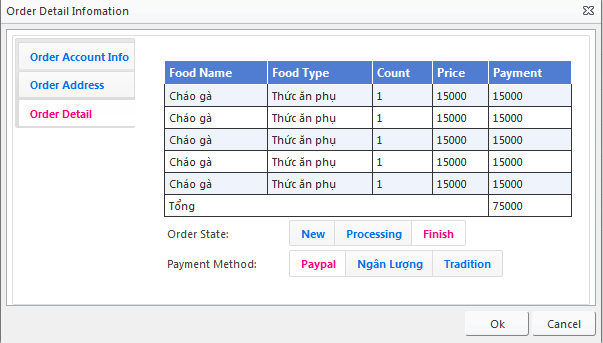 Order Detail Infomation
Order Account Info
Order Address
Order Detail
Food Name Food Type Count Price Payment
Cháo gà Thức ăn phụ 1 15000 15000
Cháo gà Thức ăn phụ 1 15000 15000
Cháo gà Thức ăn phụ 1 15000 15000
Cháo gà Thức ăn phụ 1 15000 15000
Cháo gà Thức ăn phụ 1 15000 15000
Tổng 75000
Order State: New Processing Finish
Payment Method: Paypal Ngân Lượng Tradition
Ok Cancel